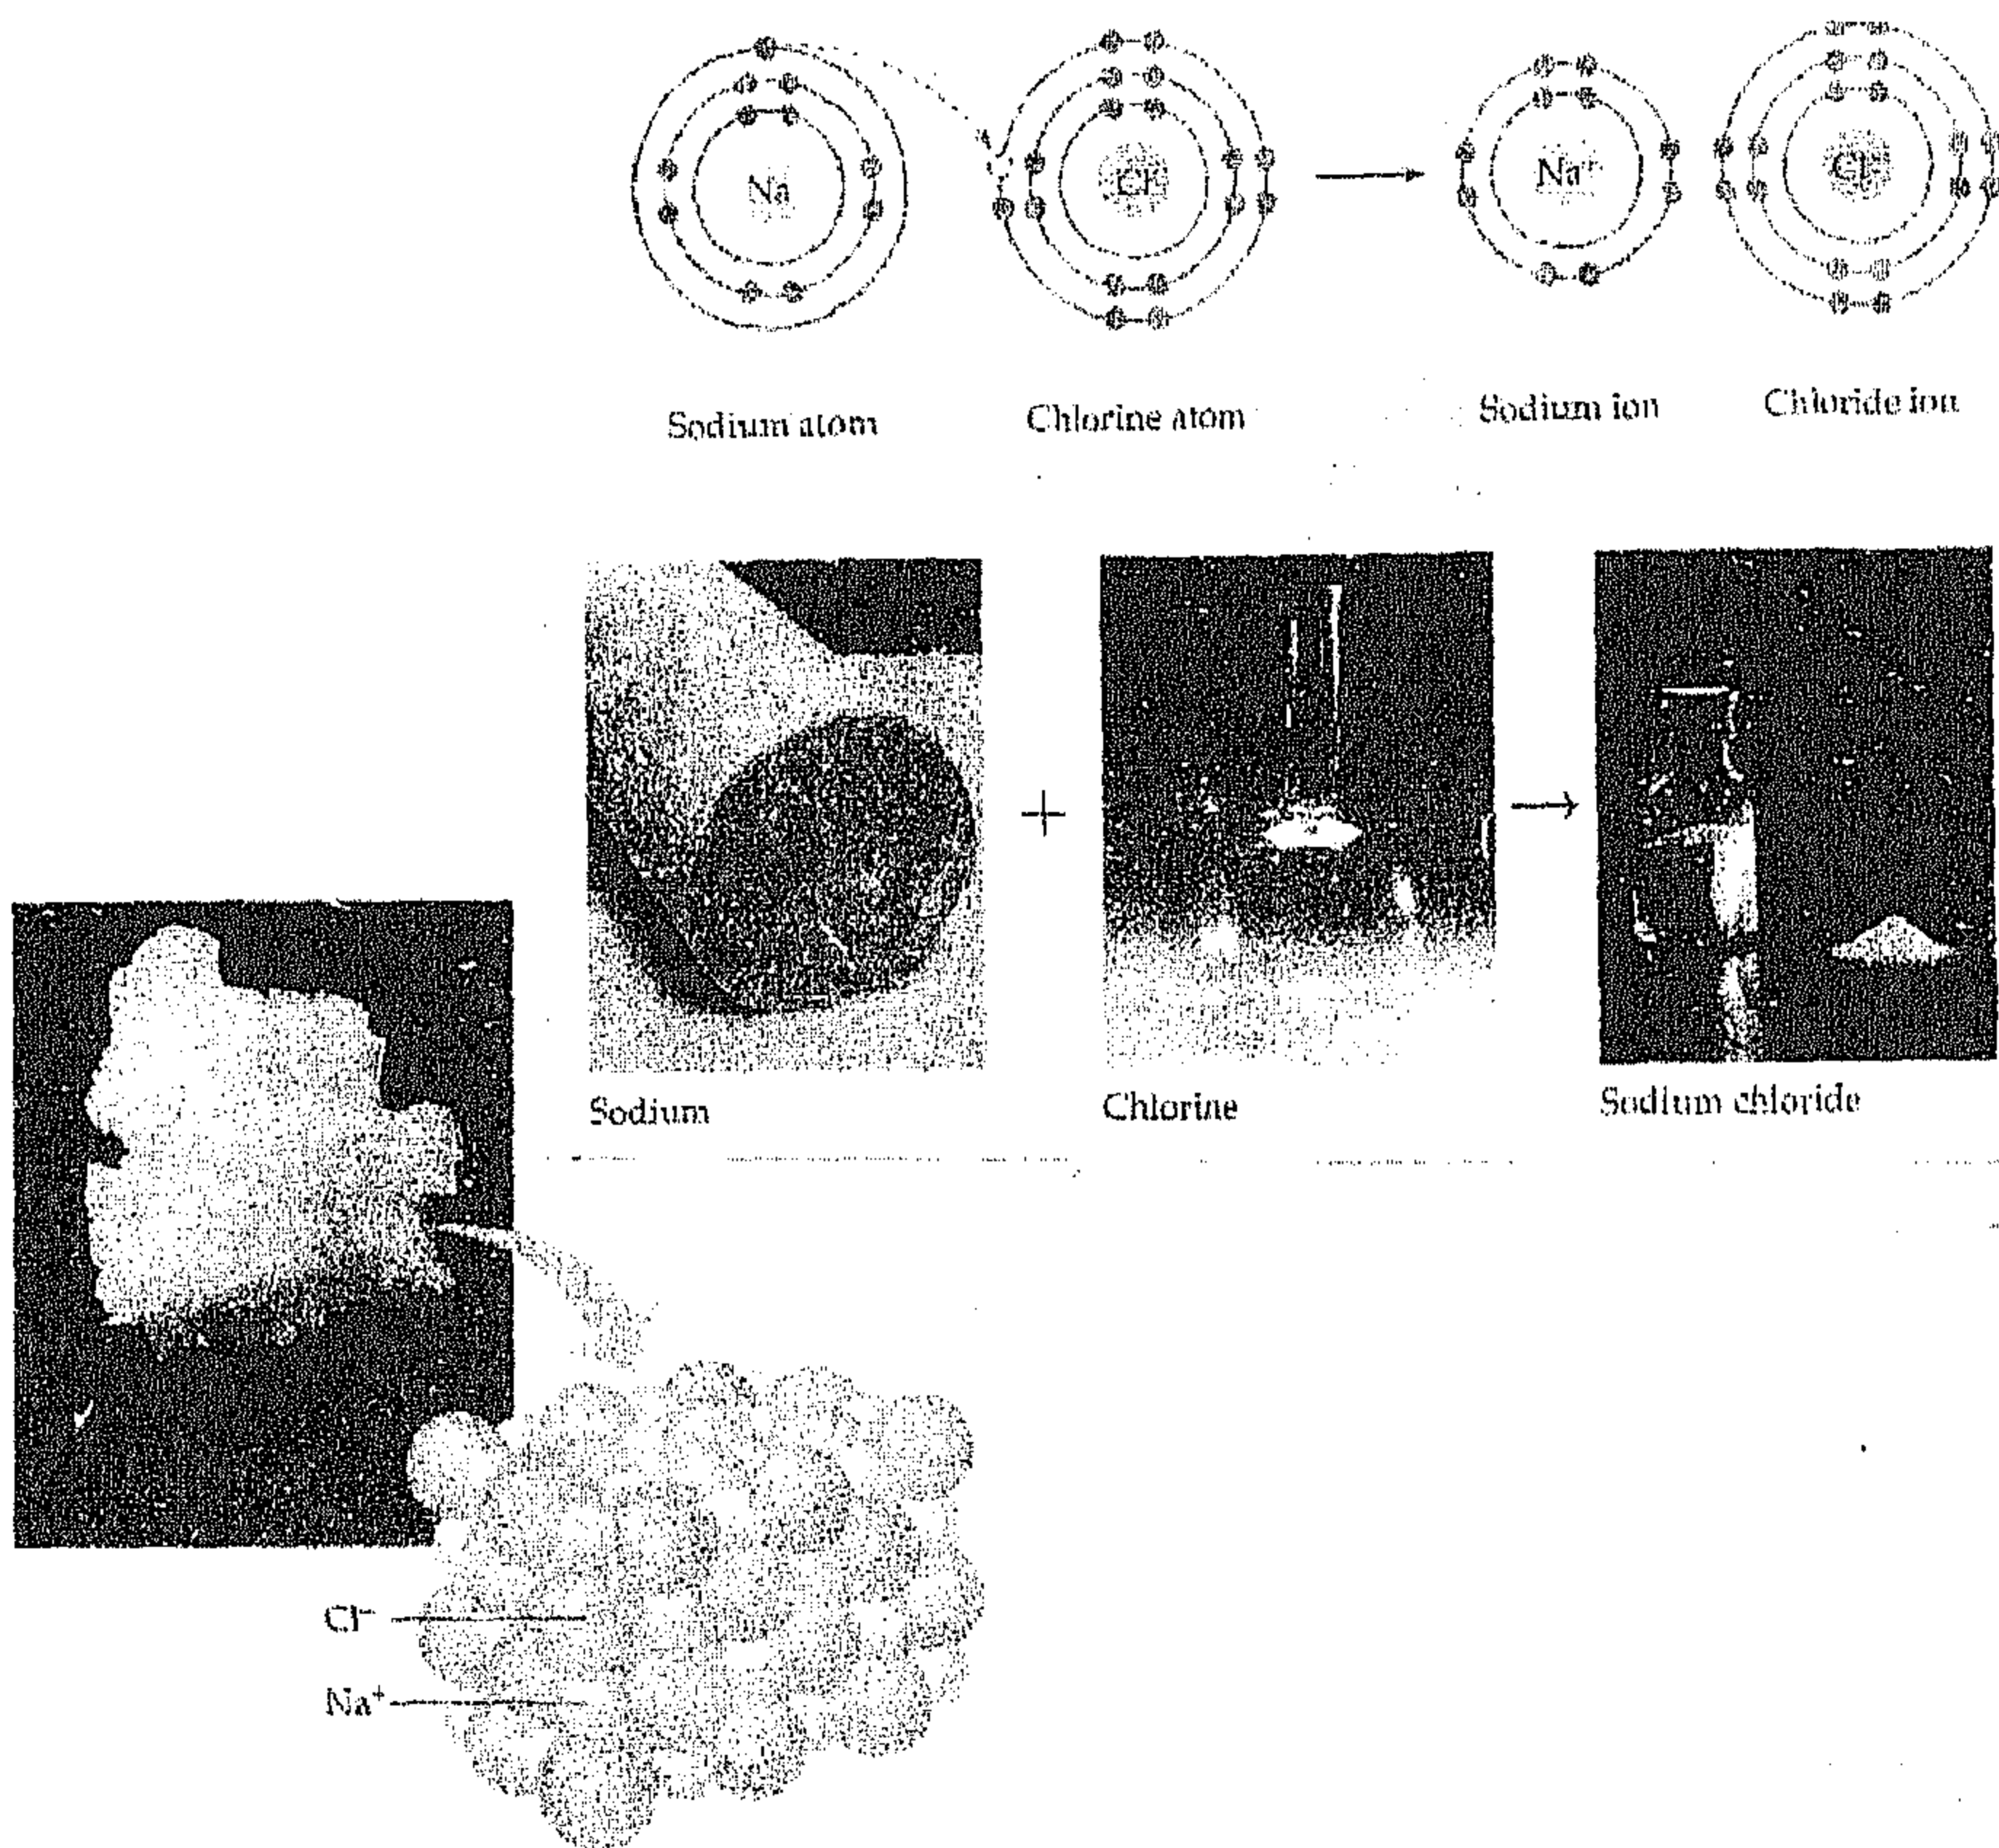 Na Cl Na⁺ Cl⁻
Sodium atom Chlorine atom Sodium ion Chloride ion
+
Sodium Chlorine Sodium chloride
Cl⁻
Na⁺